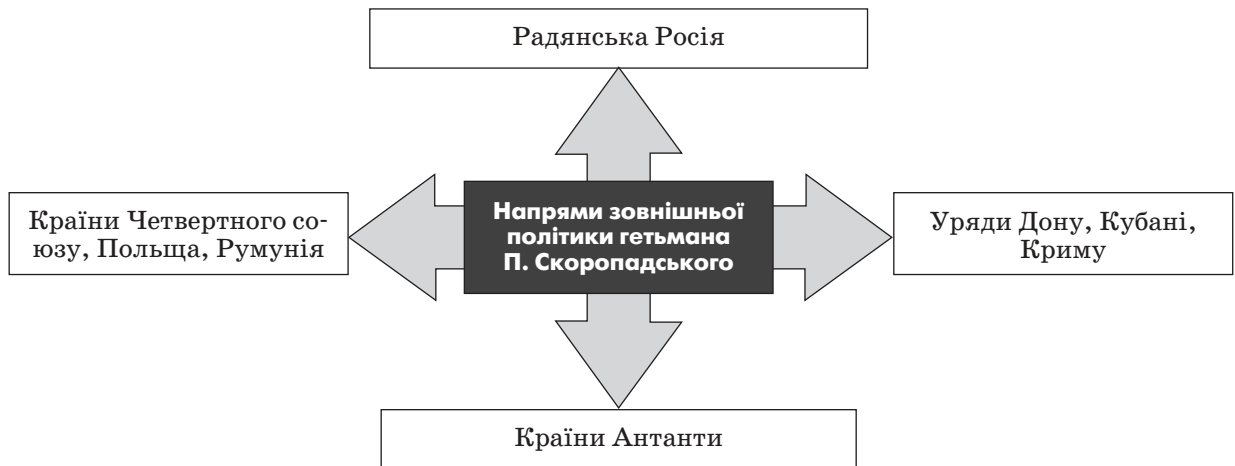 Радянська Росія
Країни Четвертного со-
юзу, Польща, Румунія
Напрями зовнішньої
політики гетьмана
П. Скоропадського
Уряди Дону, Кубані,
Криму
Країни Антанти